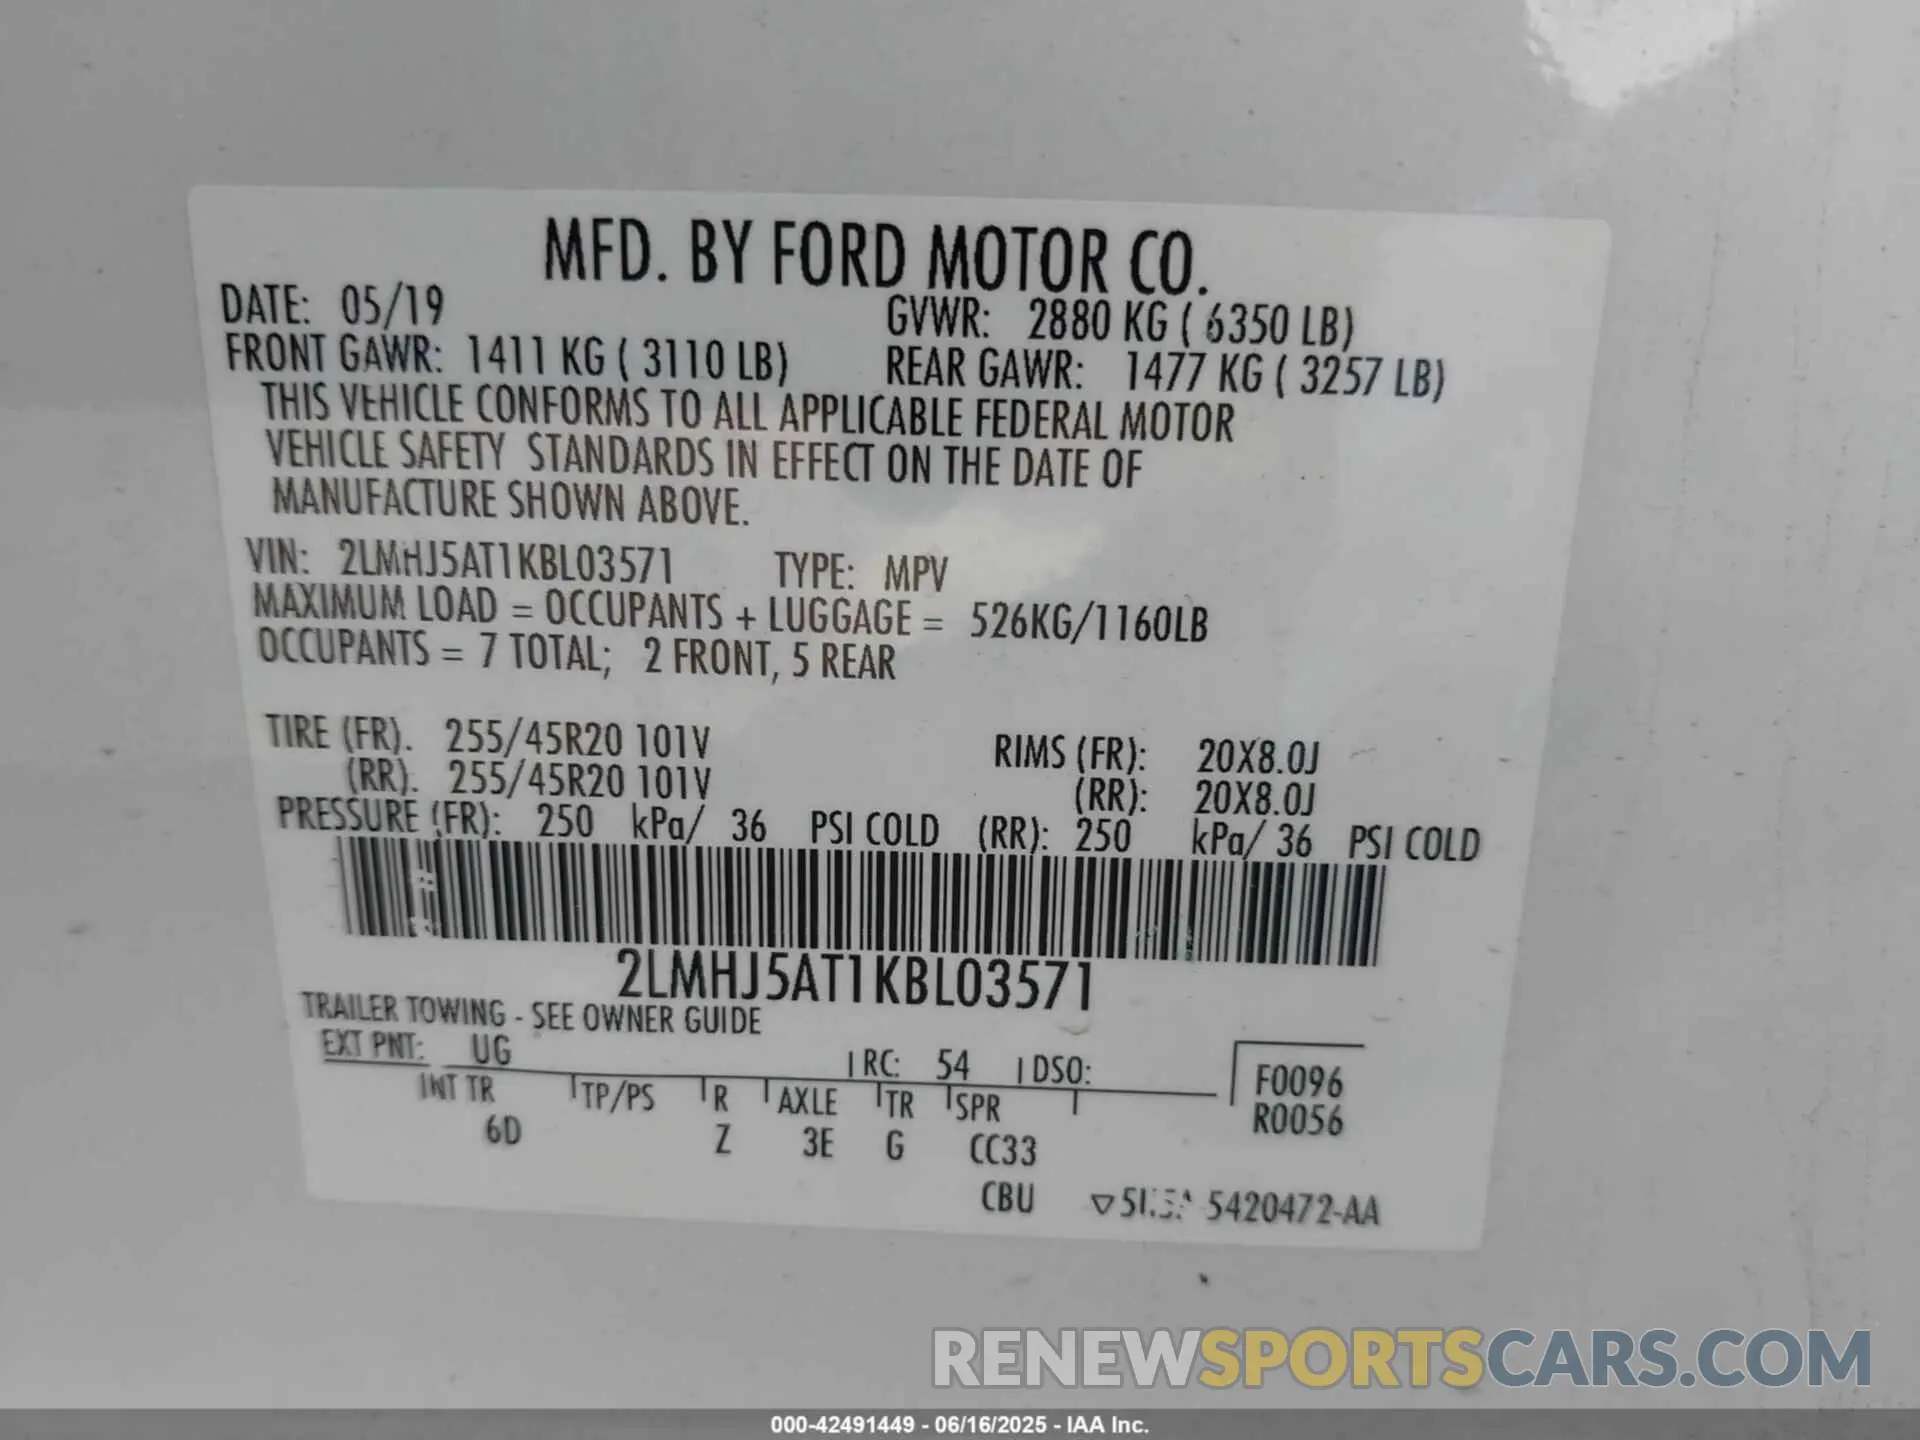 MFD. BY FORD MOTOR CO.
DATE: 05/19 GVWR: 2880 KG ( 6350 LB)
FRONT GAWR: 1411 KG ( 3110 LB) REAR GAWR: 1477 KG ( 3257 LB)
THIS VEHICLE CONFORMS TO ALL APPLICABLE FEDERAL MOTOR
VEHICLE SAFETY STANDARDS IN EFFECT ON THE DATE OF
MANUFACTURE SHOWN ABOVE.
VIN: 2LMHJ5AT1KBL03571 TYPE: MPV
MAXIMUM LOAD = OCCUPANTS + LUGGAGE = 526KG/1160LB
OCCUPANTS = 7 TOTAL; 2 FRONT, 5 REAR
TIRE (FR). 255/45R20 101V RIMS (FR): 20X8.0J
(RR). 255/45R20 101V (RR): 20X8.0J
PRESSURE (FR): 250 kPa/ 36 PSI COLD (RR): 250 kPa/ 36 PSI COLD
2LMHJ5AT1KBL03571
TRAILER TOWING - SEE OWNER GUIDE
EXT PNT: UG RC: 54 DSO:
INT TR TP/PS R AXLE TR SPR
6D Z 3E G CC33
F0096
R0056
CBU 5420472-AA
RENEWSPORTSCARS.COM
000-42491449 - 06/16/2025 - IAA Inc.